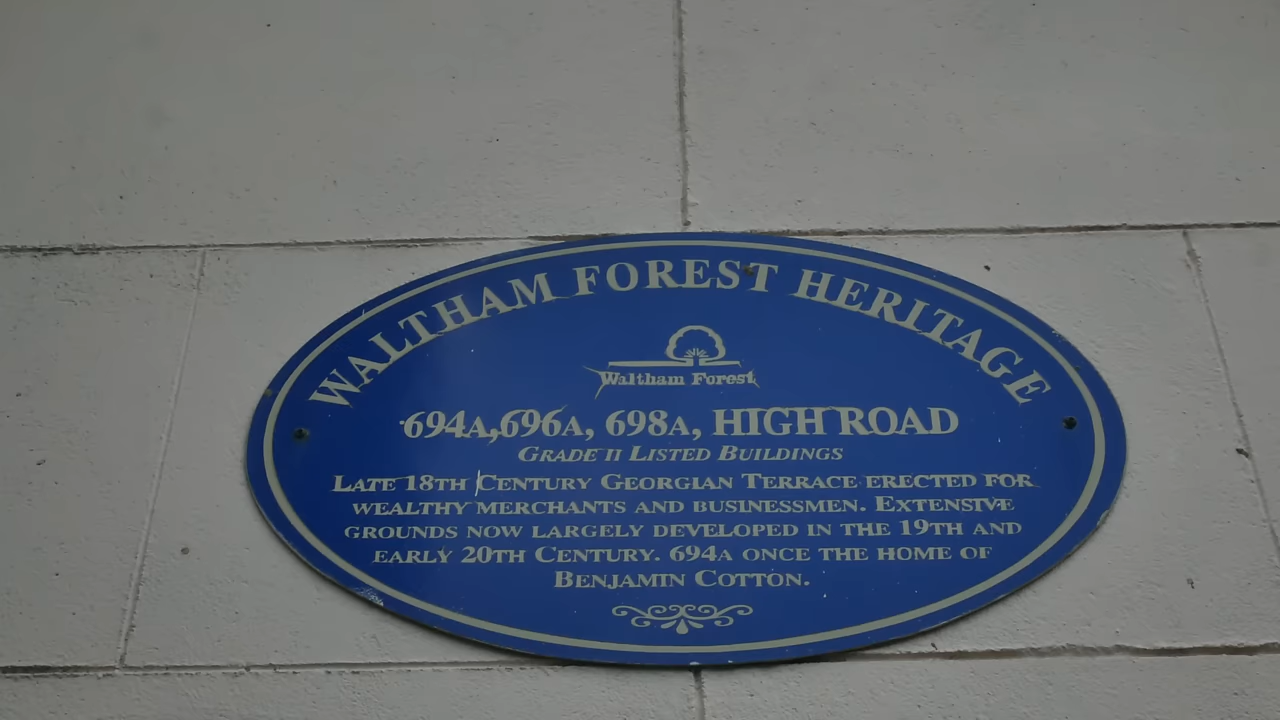 WALTHAM FOREST HERITAGE
Waltham Forest
694A,696A, 698A, HIGH ROAD
GRADE II LISTED BUILDINGS
LATE 18TH CENTURY GEORGIAN TERRACE ERECTED FOR
WEALTHY MERCHANTS AND BUSINESSMEN. EXTENSIVE
GROUNDS NOW LARGELY DEVELOPED IN THE 19TH AND
EARLY 20TH CENTURY. 694A ONCE THE HOME OF
BENJAMIN COTTON.